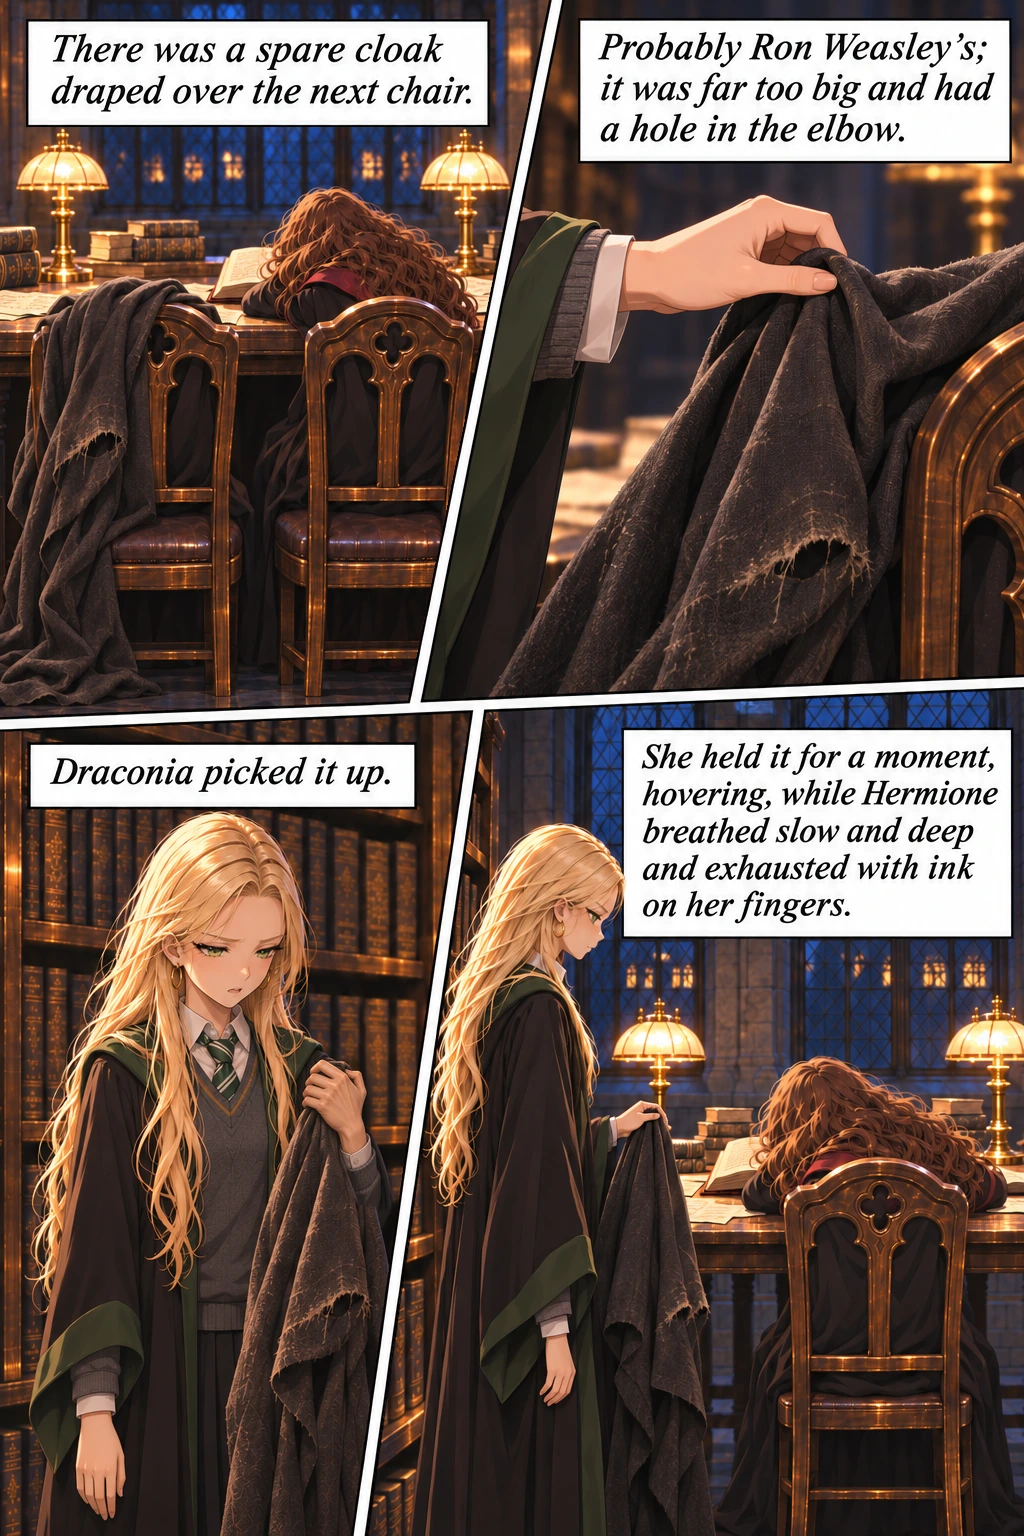 There was a spare cloak
draped over the next chair.
Probably Ron Weasley's;
it was far too big and had
a hole in the elbow.
Draconia picked it up.
She held it for a moment,
hovering, while Hermione
breathed slow and deep
and exhausted with ink
on her fingers.